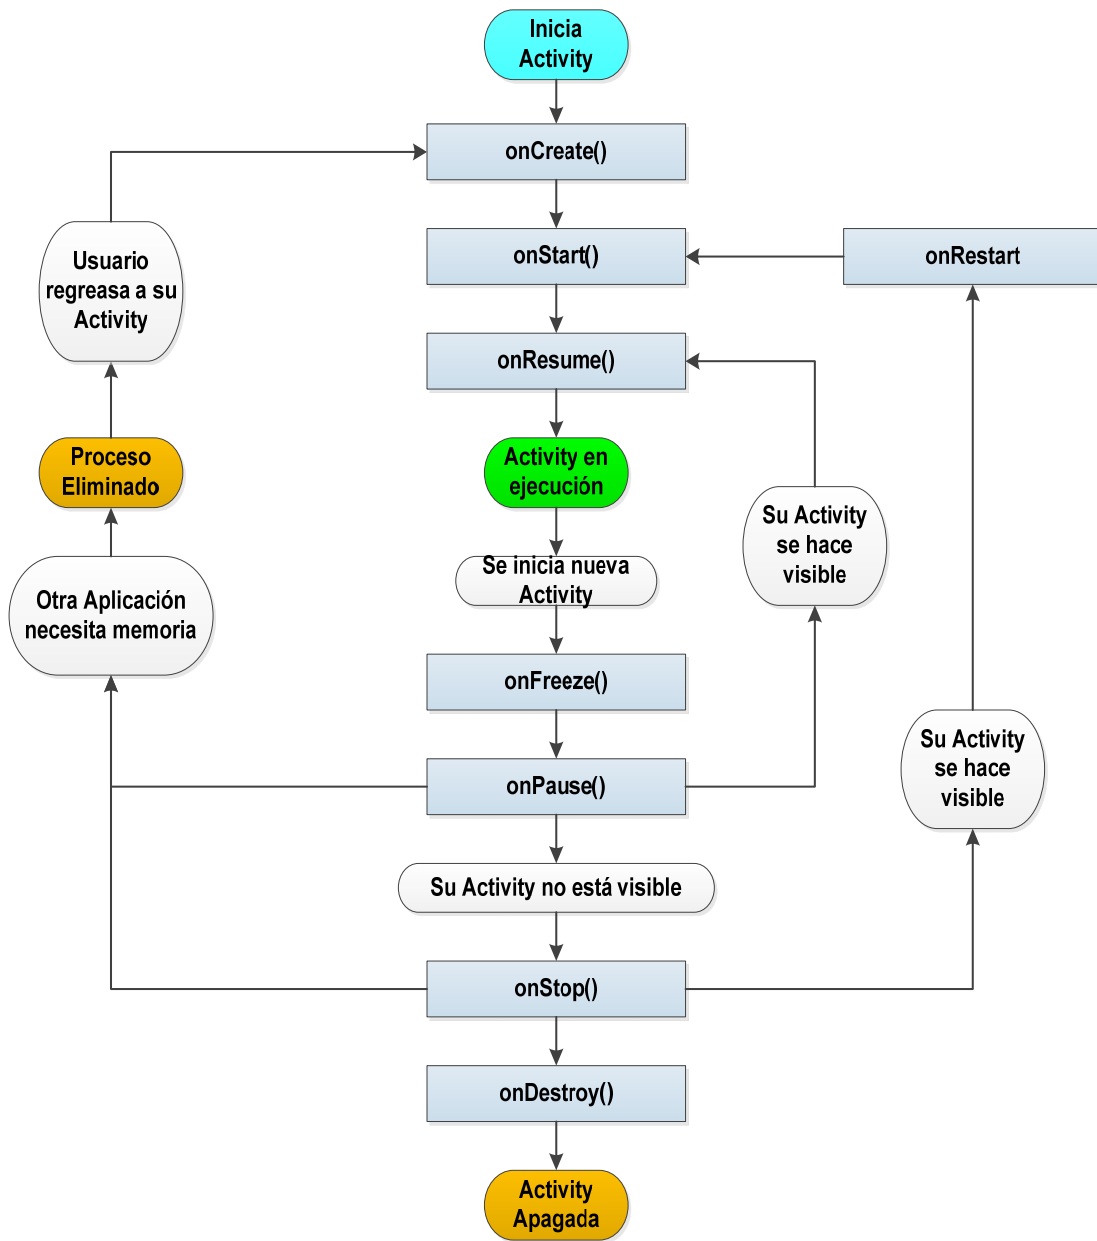 Inicia
Activity
onCreate()
Usuario
regreasa a su
Activity
onStart()
onRestart
onResume()
Proceso
Eliminado
Activity en
ejecución
Su Activity
se hace
visible
Se inicia nueva
Activity
Otra Aplicación
necesita memoria
onFreeze()
Su Activity
se hace
visible
onPause()
Su Activity no está visible
onStop()
onDestroy()
Activity
Apagada